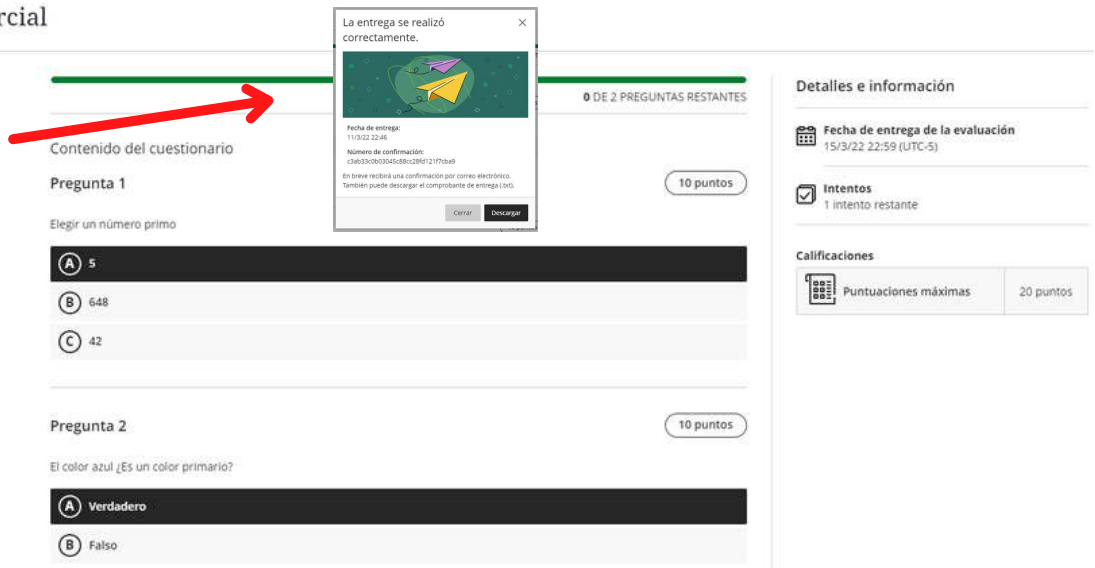 rcial
La entrega se realizó
correctamente.
Fecha de entrega:
11/3/22 22:46
Número de confirmación:
c3ab33c0b03045c88cc28fd121f7cba9
En breve recibirá una confirmación por correo electrónico.
También puede descargar el comprobante de entrega (.txt).
Cerrar
Descargar
0 DE 2 PREGUNTAS RESTANTES
Contenido del cuestionario
Pregunta 1
10 puntos
Elegir un número primo
A 5
B 648
C 42
Pregunta 2
10 puntos
El color azul ¿Es un color primario?
A Verdadero
B Falso
Detalles e información
Fecha de entrega de la evaluación
15/3/22 22:59 (UTC-5)
Intentos
1 intento restante
Calificaciones
Puntuaciones máximas
20 puntos